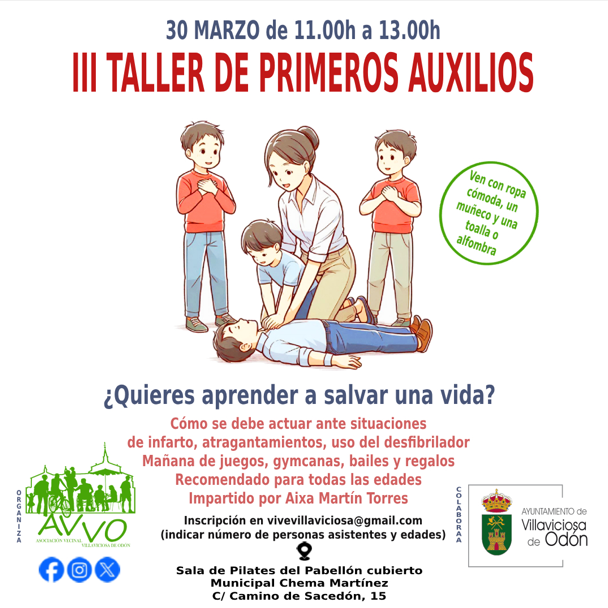 30 MARZO de 11.00h a 13.00h
III TALLER DE PRIMEROS AUXILIOS
Ven con ropa
cómoda, un
muñeco y una
toalla o
alfombra
¿Quieres aprender a salvar una vida?
Cómo se debe actuar ante situaciones
de infarto, atragantamientos, uso del desfibrilador
Mañana de juegos, gymcanas, bailes y regalos
Recomendado para todas las edades
Impartido por Aixa Martín Torres
ORGANIZA
AVVO
ASOCIACIÓN VECINAL
VILLAVICIOSA DE ODÓN
Inscripción en vivevillaviciosa@gmail.com
(indicar número de personas asistentes y edades)
Sala de Pilates del Pabellón cubierto
Municipal Chema Martínez
C/ Camino de Sacedón, 15
COLABORAA
AYUNTAMIENTO de
Villaviciosa
de Odón